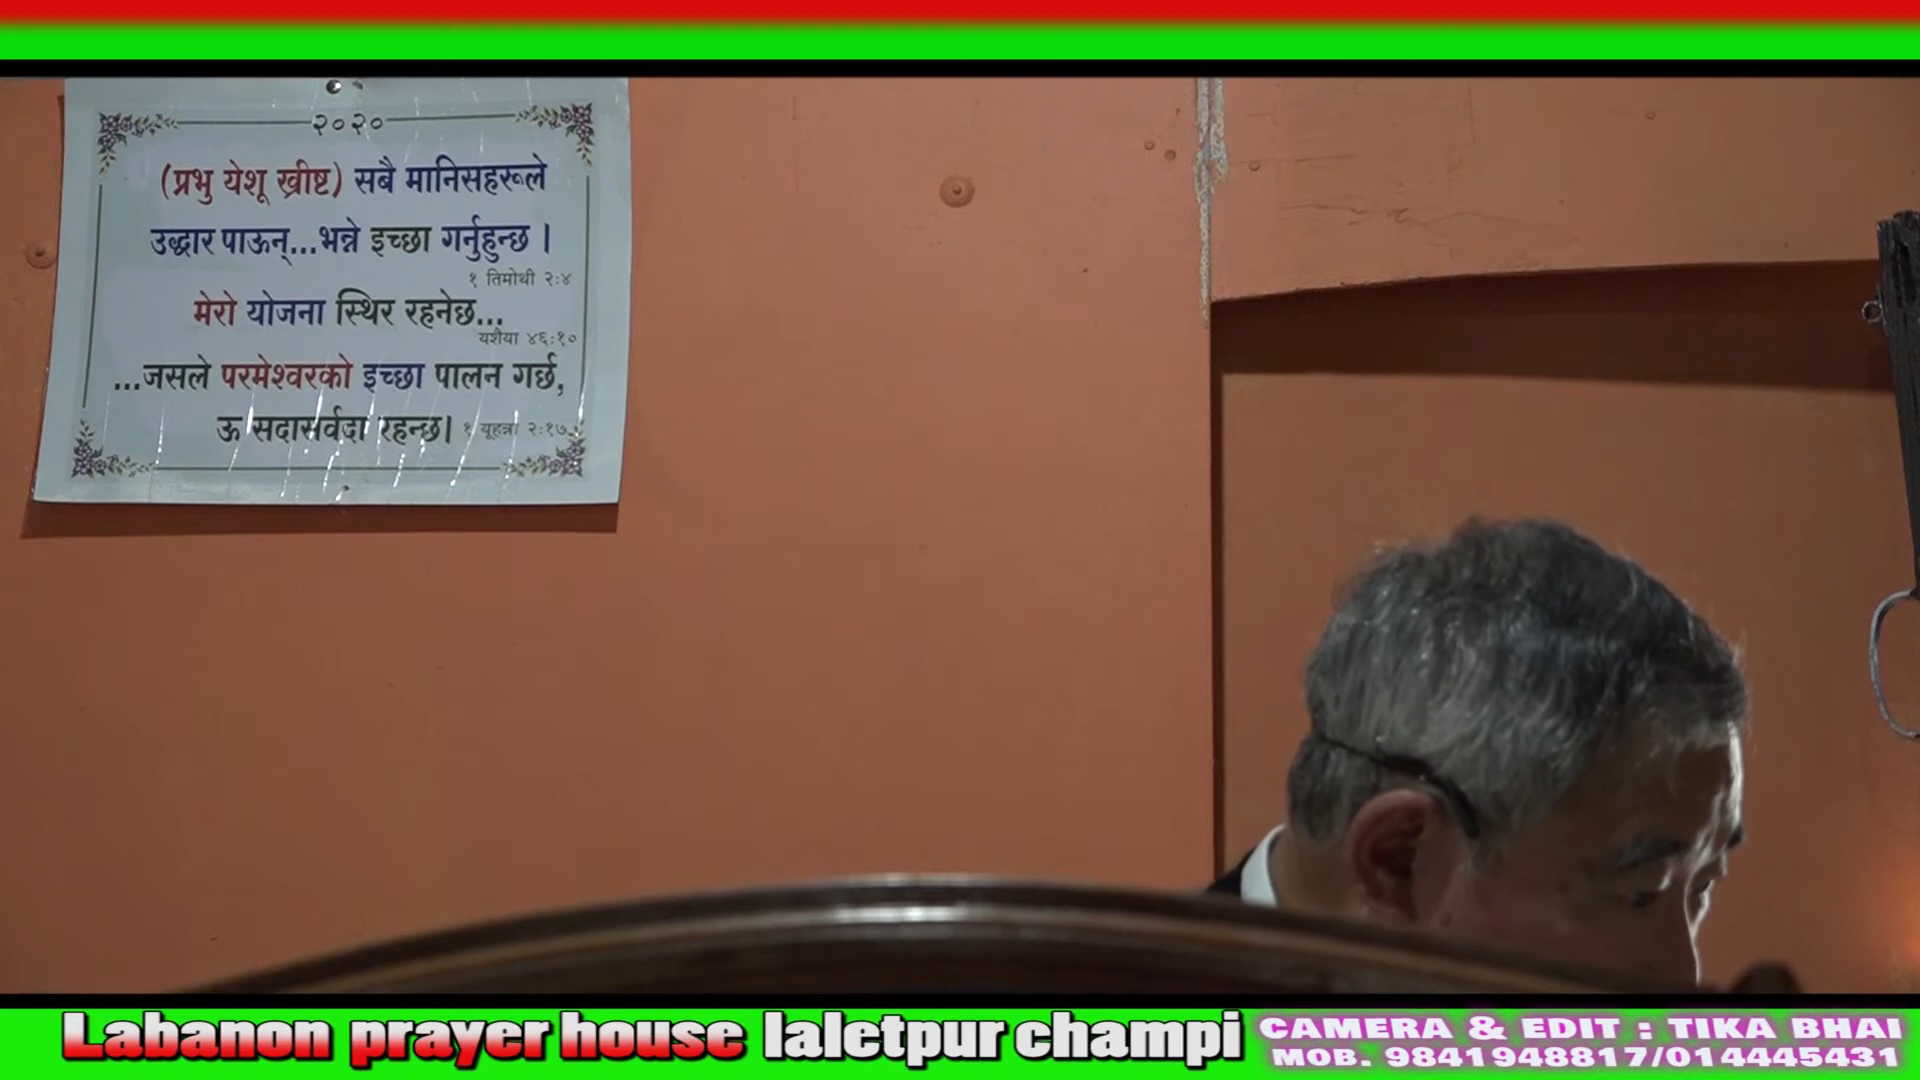 २०२०
(प्रभु येशू ख्रीष्ट) सबै मानिसहरूले
उद्धार पाऊन्...भन्ने इच्छा गर्नुहुन्छ ।
१ तिमोथी २:४
मेरो योजना स्थिर रहनेछ...
यशैया ४६:१०
...जसले परमेश्वरको इच्छा पालन गर्छ,
ऊ सदासर्वदा रहन्छ। १ यूहन्ना २:१७
Labanon prayer house laletpur champi
CAMERA & EDIT : TIKA BHAI
MOB. 9841948817/014445431